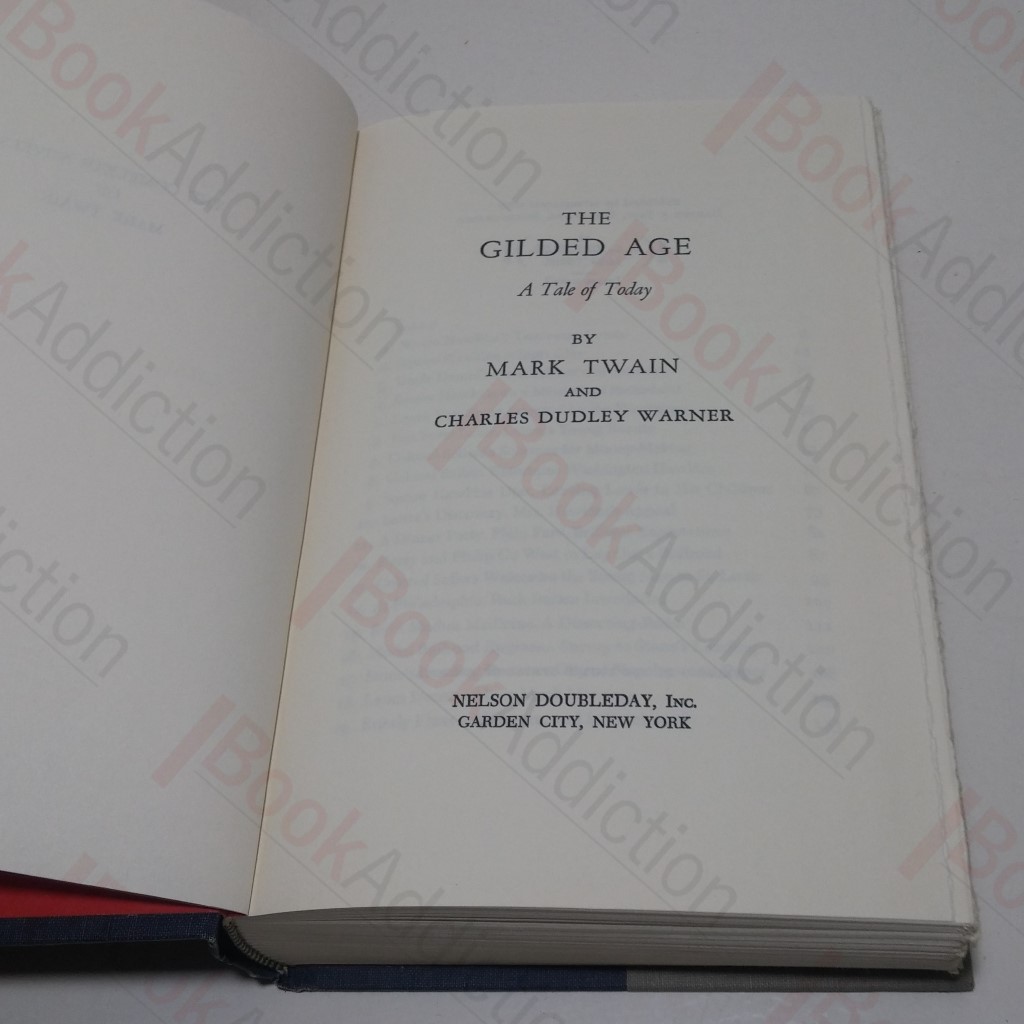 THE
GILDED AGE
A Tale of Today
BY
MARK TWAIN
AND
CHARLES DUDLEY WARNER
NELSON DOUBLEDAY, INC.
GARDEN CITY, NEW YORK
BookAddiction